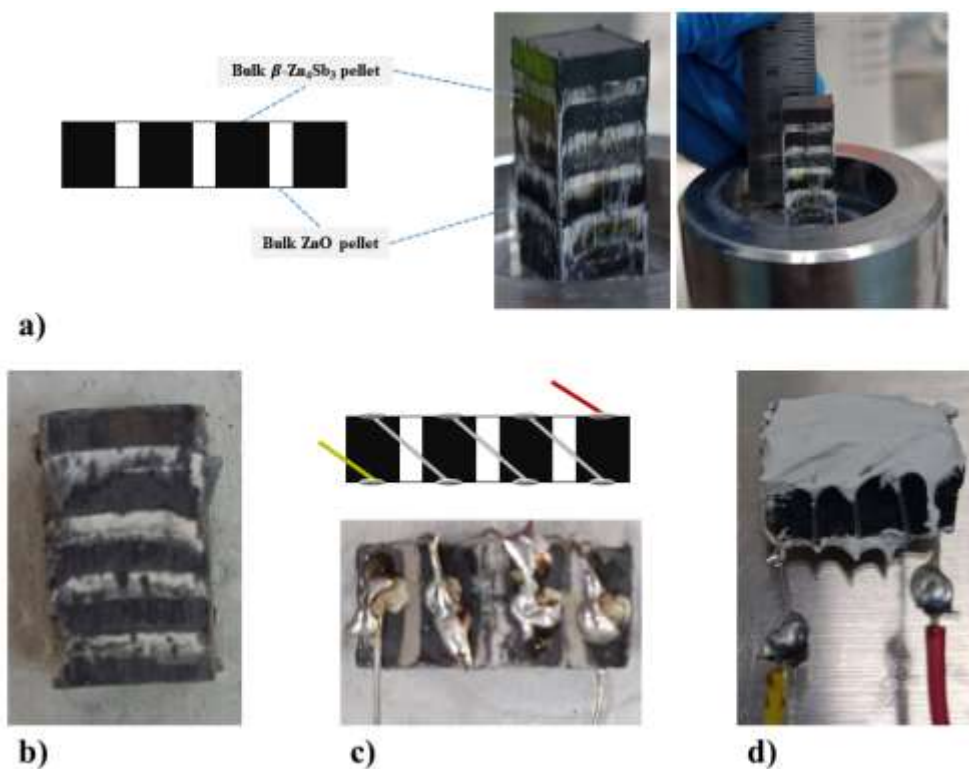 Bulk β-Zn₄Sb₃ pellet
Bulk ZnO pellet
a)
b)
c)
d)